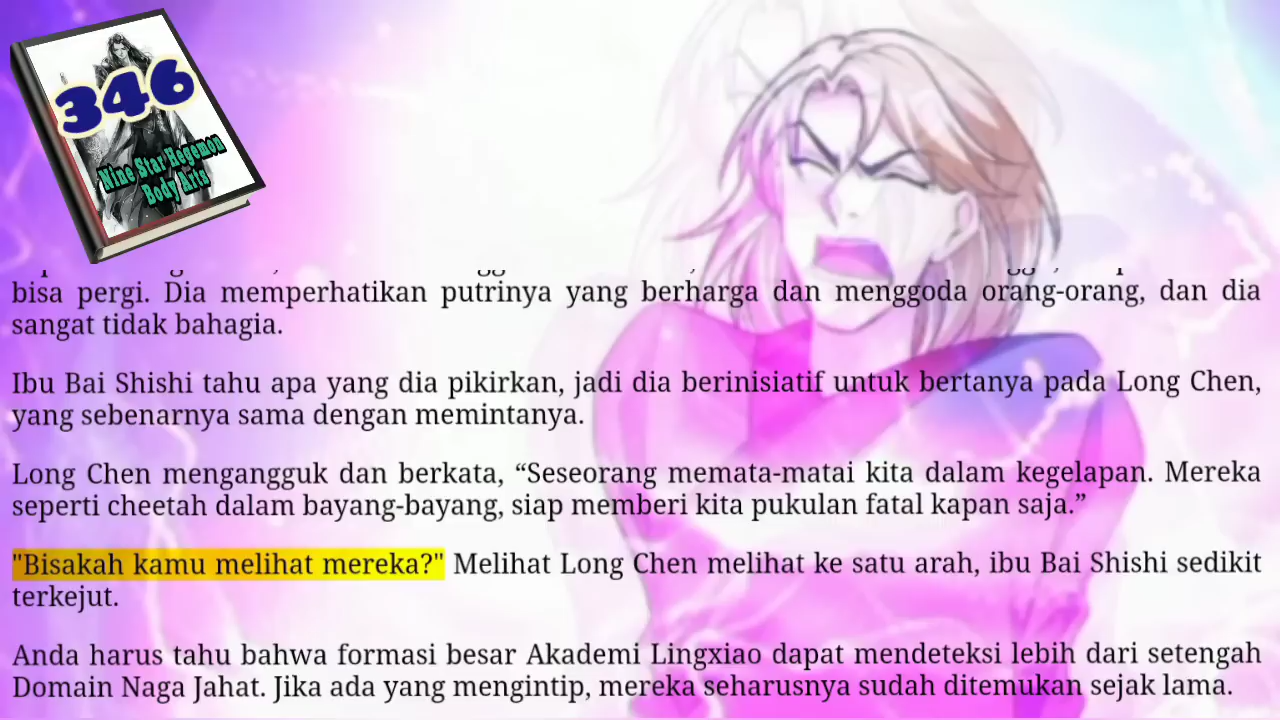 346
Nine Star Hegemon
Body Arts
bisa pergi. Dia memperhatikan putrinya yang berharga dan menggoda orang-orang, dan dia
sangat tidak bahagia.
Ibu Bai Shishi tahu apa yang dia pikirkan, jadi dia berinisiatif untuk bertanya pada Long Chen,
yang sebenarnya sama dengan memintanya.
Long Chen mengangguk dan berkata, “Seseorang memata-matai kita dalam kegelapan. Mereka
seperti cheetah dalam bayang-bayang, siap memberi kita pukulan fatal kapan saja.”
"Bisakah kamu melihat mereka?" Melihat Long Chen melihat ke satu arah, ibu Bai Shishi sedikit
terkejut.
Anda harus tahu bahwa formasi besar Akademi Lingxiao dapat mendeteksi lebih dari setengah
Domain Naga Jahat. Jika ada yang mengintip, mereka seharusnya sudah ditemukan sejak lama.